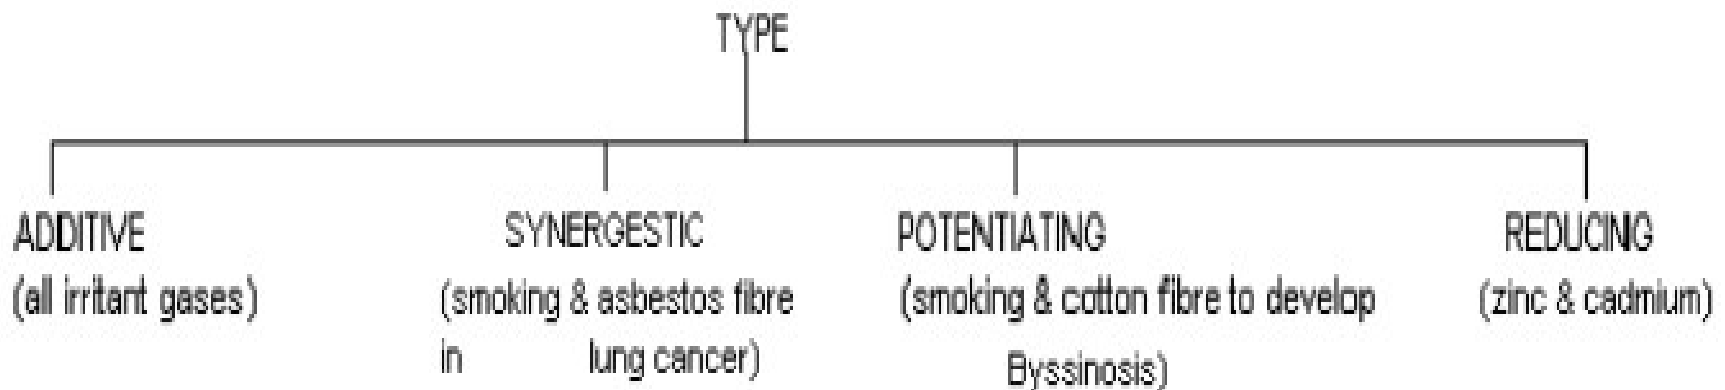 TYPE
ADDITIVE
(all irritant gases)
SYNERGESTIC
(smoking & asbestos fibre
in lung cancer)
POTENTIATING
(smoking & cotton fibre to develop
Byssinosis)
REDUCING
(zinc & cadmium)